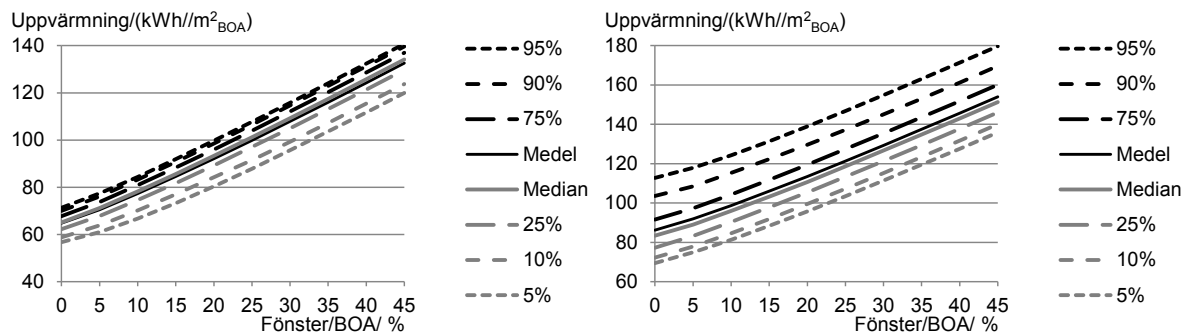 Uppvärmning/(kWh//m²BOA)
140
120
100
80
60
40
0 5 10 15 20 25 30 35 40 45
Fönster/BOA/ %
95%
90%
75%
Medel
Median
25%
10%
5%
Uppvärmning/(kWh//m²BOA)
180
160
140
120
100
80
60
0 5 10 15 20 25 30 35 40 45
Fönster/BOA/ %
95%
90%
75%
Medel
Median
25%
10%
5%